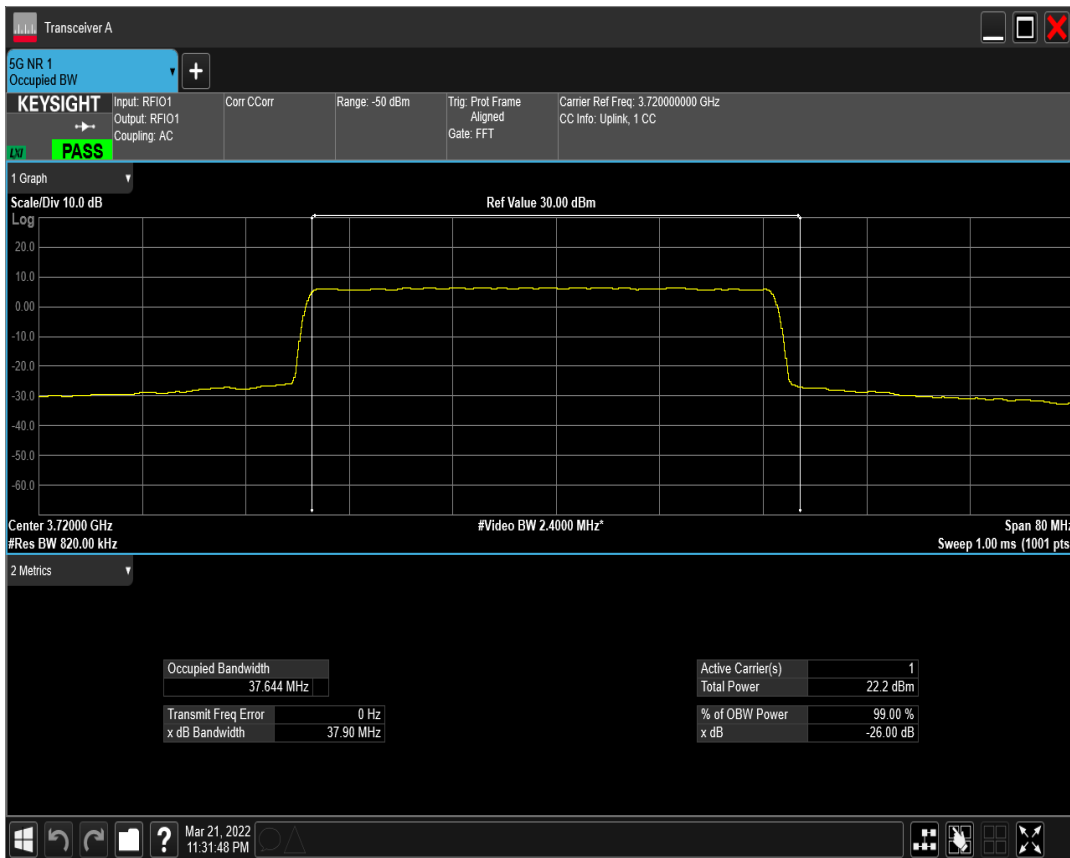 Transceiver A
5G NR 1
Occupied BW
+
KEYSIGHT
LXI
PASS
Input: RFIO1
Output: RFIO1
Coupling: AC
Corr CCorr
Range: -50 dBm
Trig: Prot Frame
Aligned
Gate: FFT
Carrier Ref Freq: 3.720000000 GHz
CC Info: Uplink, 1 CC
1 Graph
Scale/Div 10.0 dB
Ref Value 30.00 dBm
Log
20.0
10.0
0.00
-10.0
-20.0
-30.0
-40.0
-50.0
-60.0
Center 3.72000 GHz
#Video BW 2.4000 MHz*
Span 80 MHz
#Res BW 820.00 kHz
Sweep 1.00 ms (1001 pts
2 Metrics
Occupied Bandwidth
37.644 MHz
Transmit Freq Error 0 Hz
x dB Bandwidth 37.90 MHz
Active Carrier(s) 1
Total Power 22.2 dBm
% of OBW Power 99.00 %
x dB -26.00 dB
?
Mar 21, 2022
11:31:48 PM